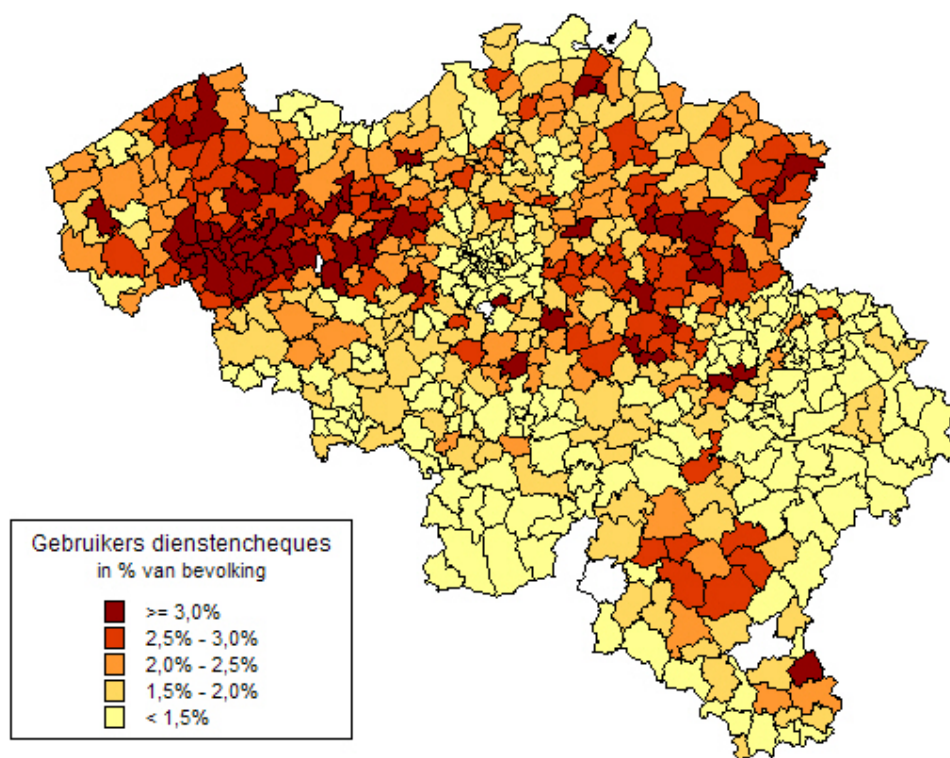 Gebruikers dienstencheques
in % van bevolking
>= 3,0%
2,5% - 3,0%
2,0% - 2,5%
1,5% - 2,0%
< 1,5%